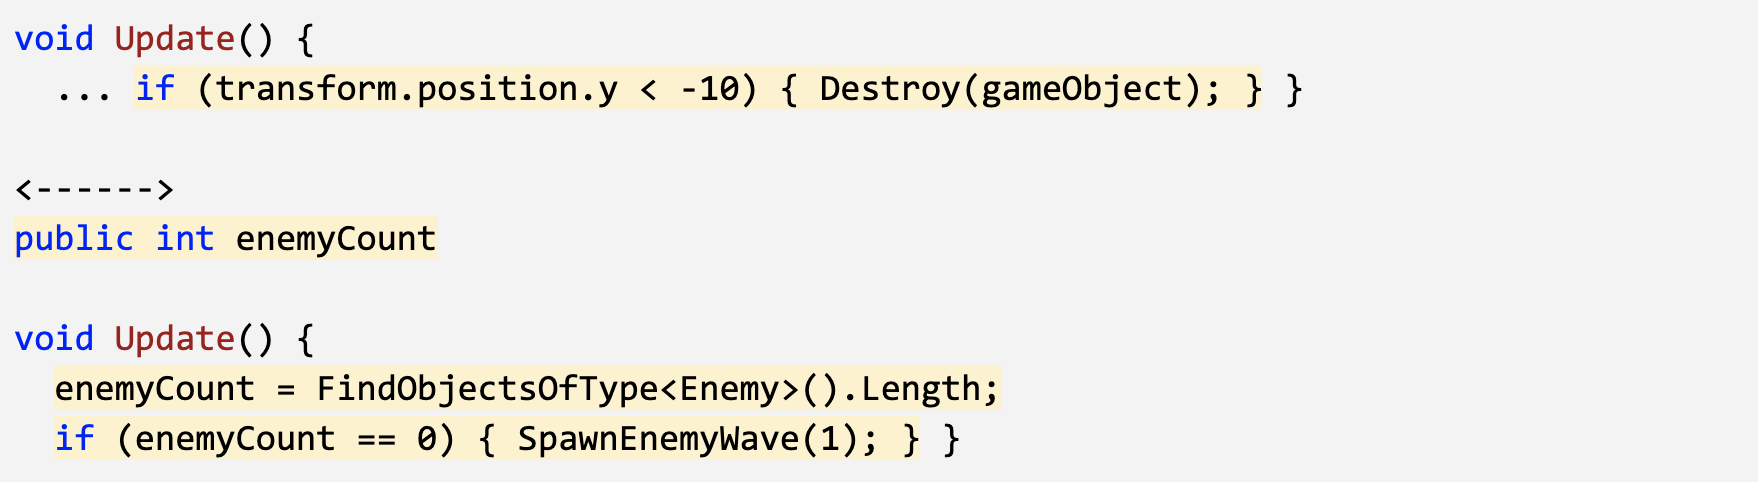 void Update() {
  ... if (transform.position.y < -10) { Destroy(gameObject); } }
<------>
public int enemyCount
void Update() {
  enemyCount = FindObjectsOfType<Enemy>().Length;
  if (enemyCount == 0) { SpawnEnemyWave(1); } }